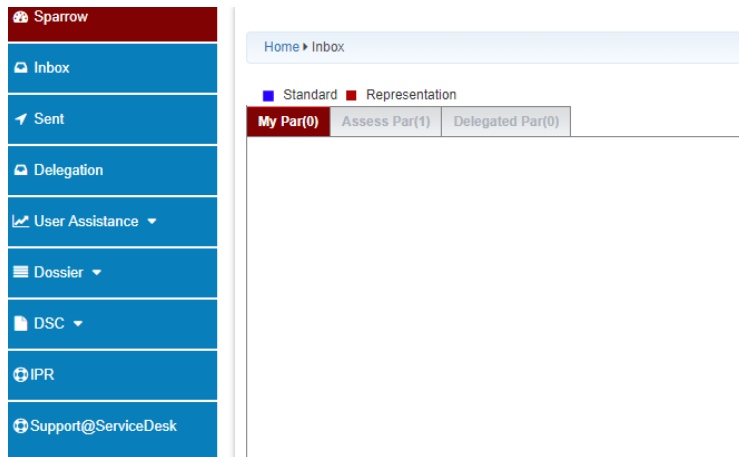 Sparrow
Inbox
Sent
Delegation
User Assistance
Dossier
DSC
IPR
Support@ServiceDesk
Home Inbox
Standard Representation
My Par(0) Assess Par(1) Delegated Par(0)